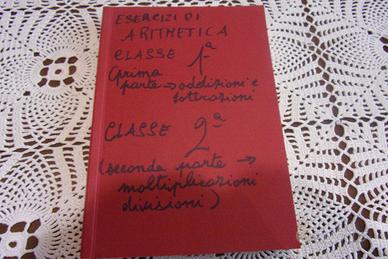 ESERCIZI DI
ARITMETICA
CLASSE 1ª
(prima
parte → addizioni e
sottrazioni
CLASSE 2ª
(seconda parte →
moltiplicazioni
divisioni)